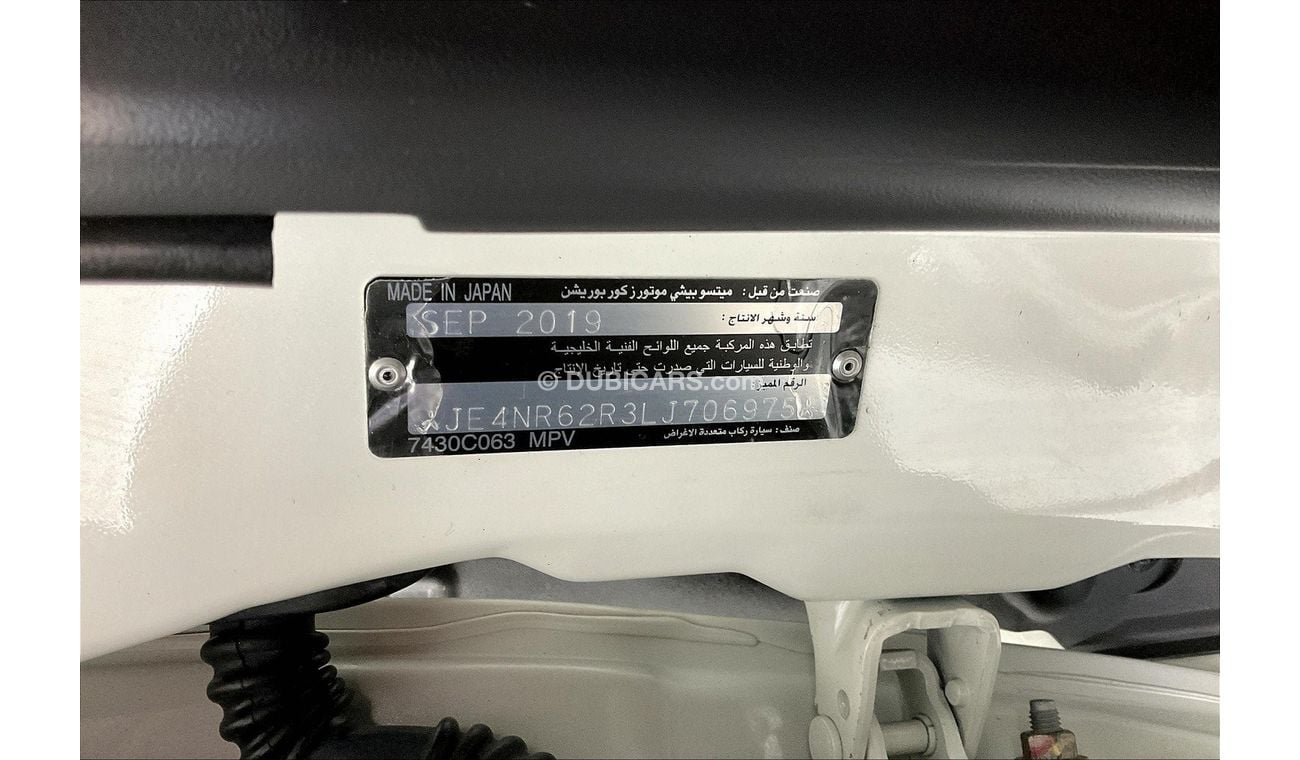 MADE IN JAPAN صنعت من قبل : ميتسوبيشي موتورز كوربوريشن
SEP 2019 سنة وشهر الانتاج :
تطابق هذه المركبة جميع اللوائح الفنية الخليجية
والوطنية للسيارات التي صدرت حتى تاريخ الانتاج
© DUBICARS.com
الرقم المميز:
JE4NR62R3LJ706975
7430C063 MPV صنف : سيارة ركاب متعددة الاغراض